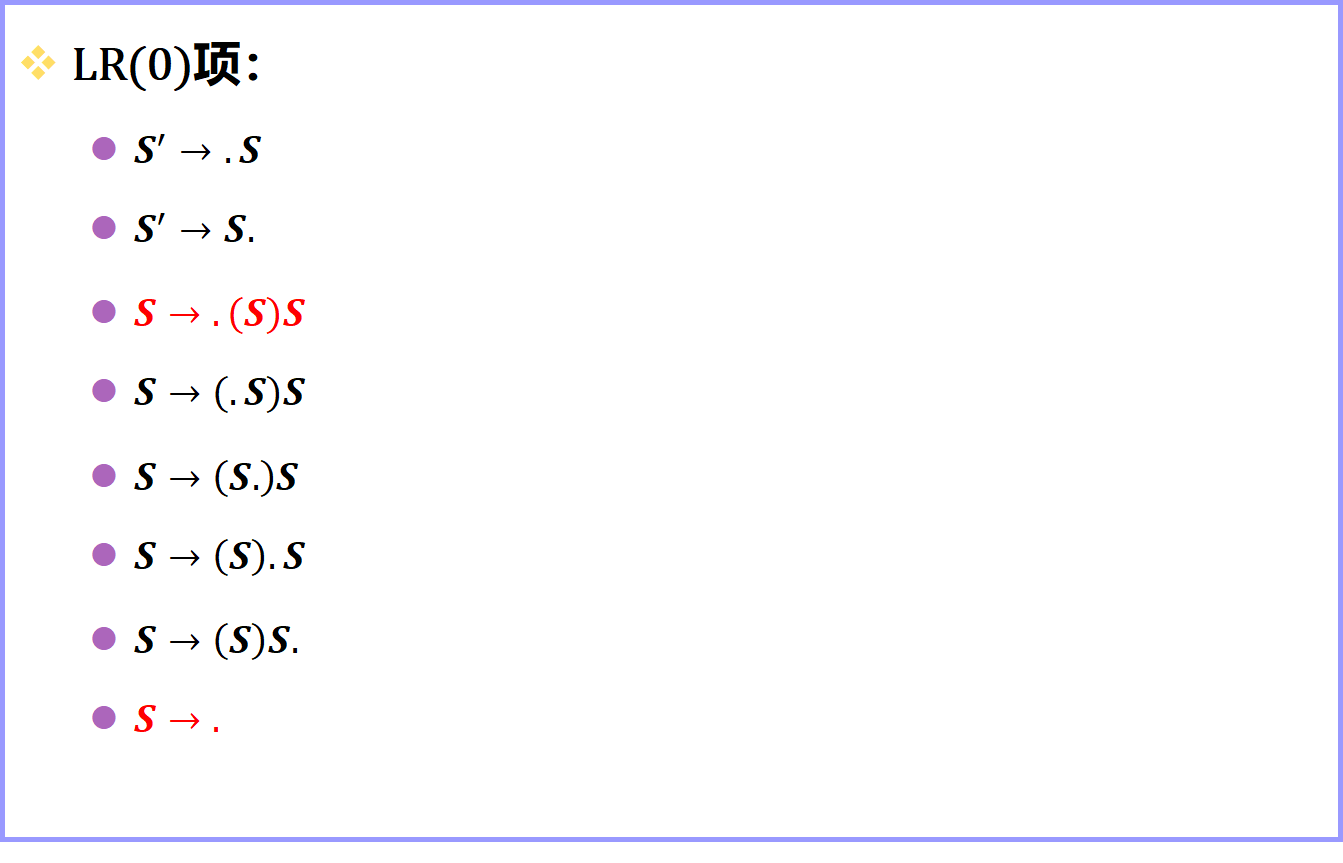 LR(0)项：
S′ → .S
S′ → S.
S → .(S)S
S → (.S)S
S → (S.)S
S → (S).S
S → (S)S.
S → .